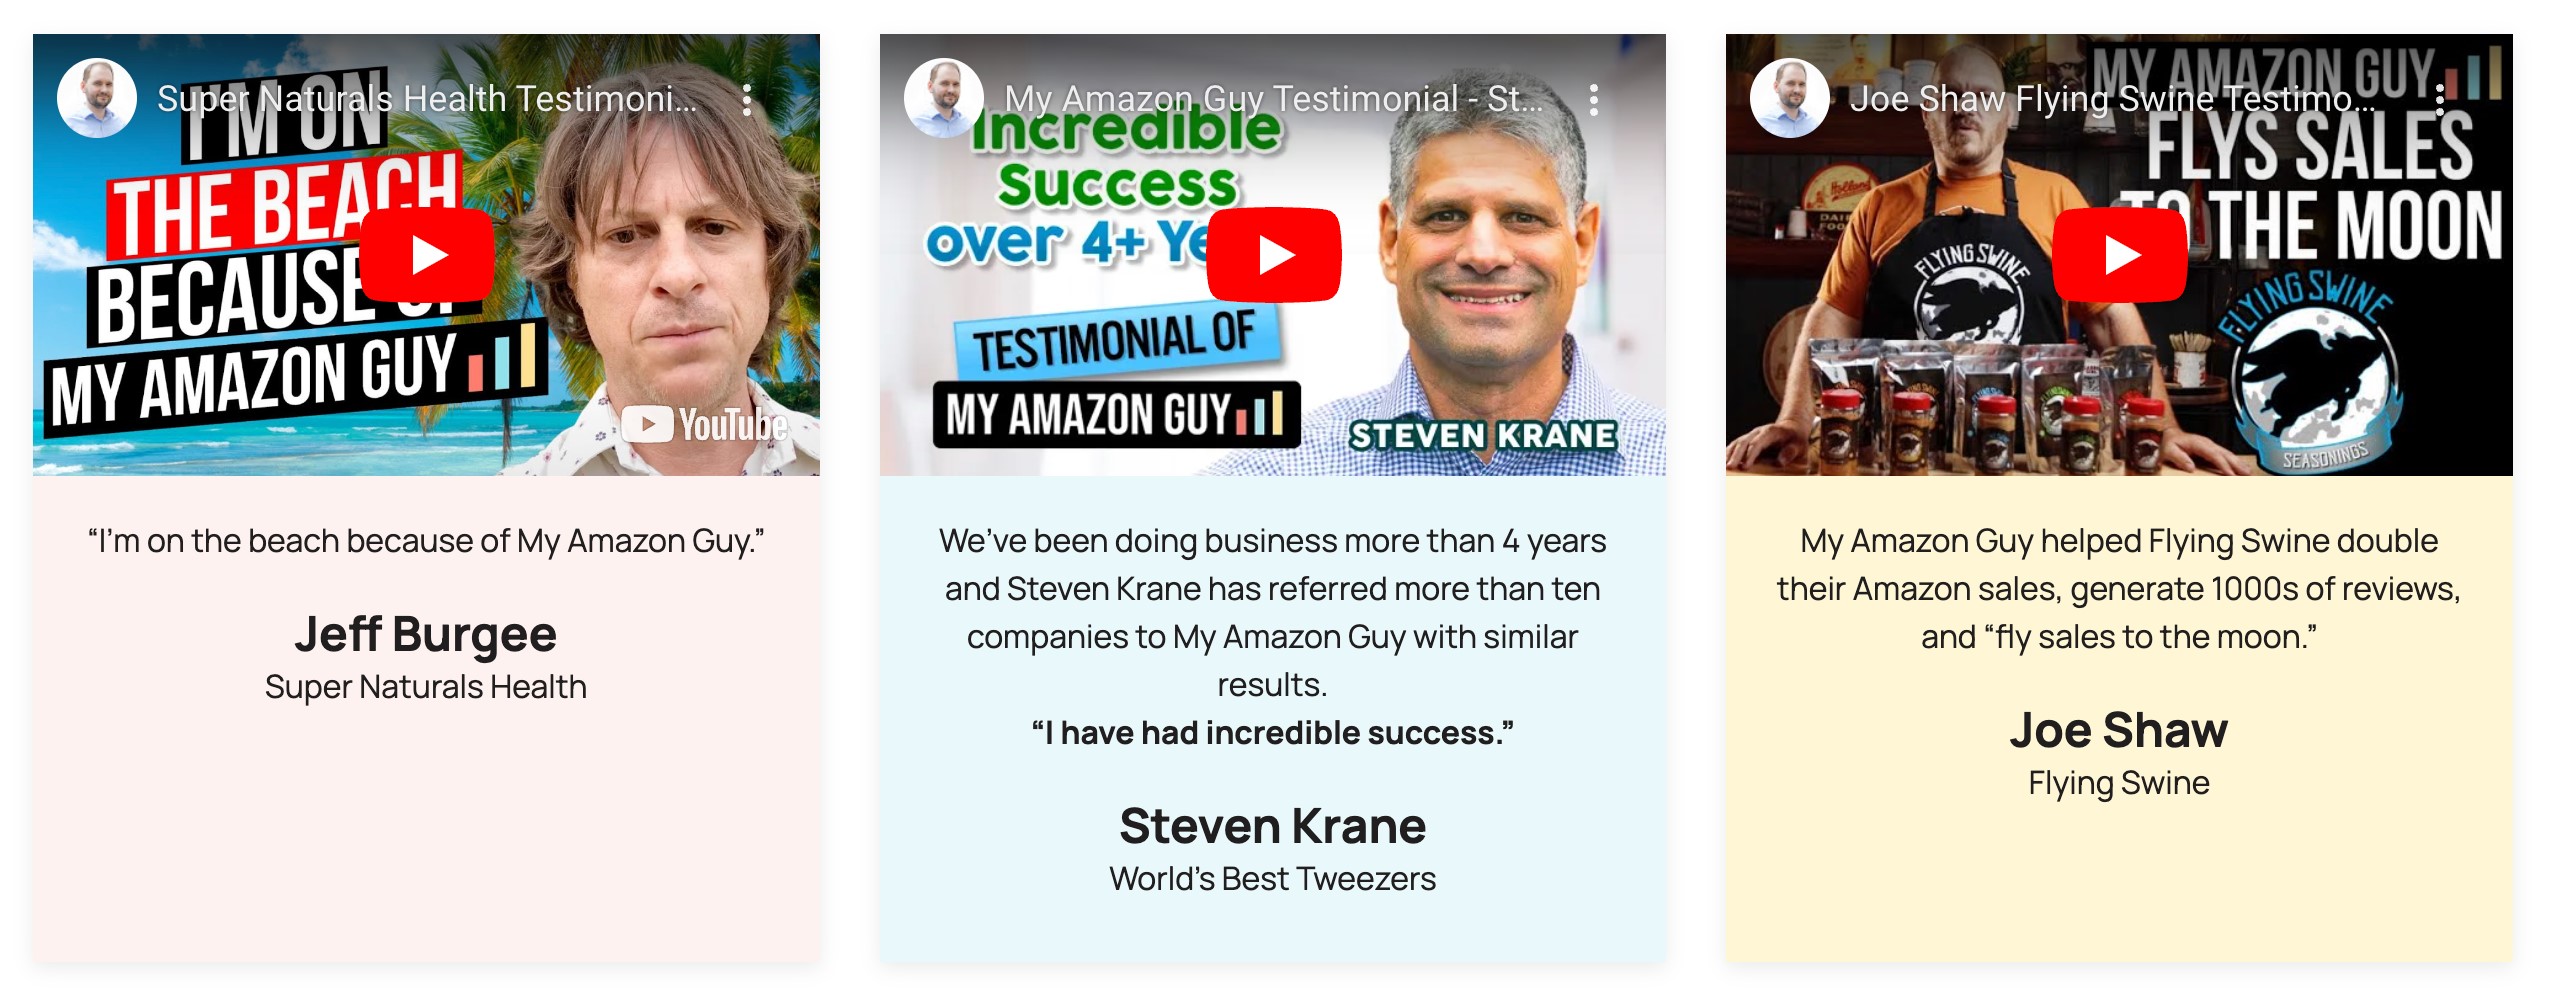 Super Naturals Health Testimoni...
I'M ON
THE BEACH
BECAUSE
MY AMAZON GUY
YouTube
“I’m on the beach because of My Amazon Guy.”
Jeff Burgee
Super Naturals Health
My Amazon Guy Testimonial - St...
Incredible
Success
over 4+
TESTIMONIAL OF
MY AMAZON GUY
STEVEN KRANE
We’ve been doing business more than 4 years
and Steven Krane has referred more than ten
companies to My Amazon Guy with similar
results.
“I have had incredible success.”
Steven Krane
World’s Best Tweezers
Joe Shaw Flying Swine Testimo...
MY AMAZON GUY
FLYS SALES
TO THE MOON
Holland
DAIRY
FOODS
FLYING SWINE
FLYING SWINE
SEASONINGS
My Amazon Guy helped Flying Swine double
their Amazon sales, generate 1000s of reviews,
and “fly sales to the moon.”
Joe Shaw
Flying Swine